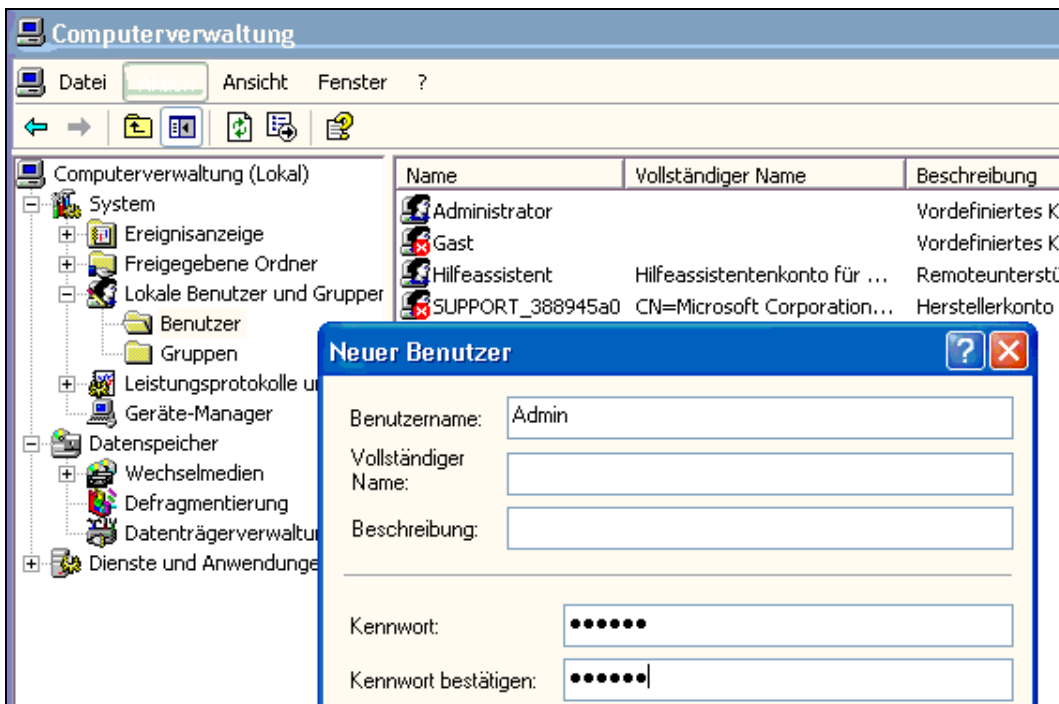 Computerverwaltung
Datei Ansicht Fenster ?
Computerverwaltung (Lokal)
System
Ereignisanzeige
Freigegebene Ordner
Lokale Benutzer und Grupper
Benutzer
Gruppen
Leistungsprotokolle u
Geräte-Manager
Datenspeicher
Wechselmedien
Defragmentierung
Datenträgerverwaltu
Dienste und Anwendunge
Name Vollständiger Name Beschreibung
Administrator Vordefiniertes K
Gast Vordefiniertes K
Hilfeassistent Hilfeassistentenkonto für ... Remoteunterstü
SUPPORT_388945a0 CN=Microsoft Corporation... Herstellerkonto
Neuer Benutzer
Benutzername: Admin
Vollständiger
Name:
Beschreibung:
Kennwort: ••••••
Kennwort bestätigen: ••••••